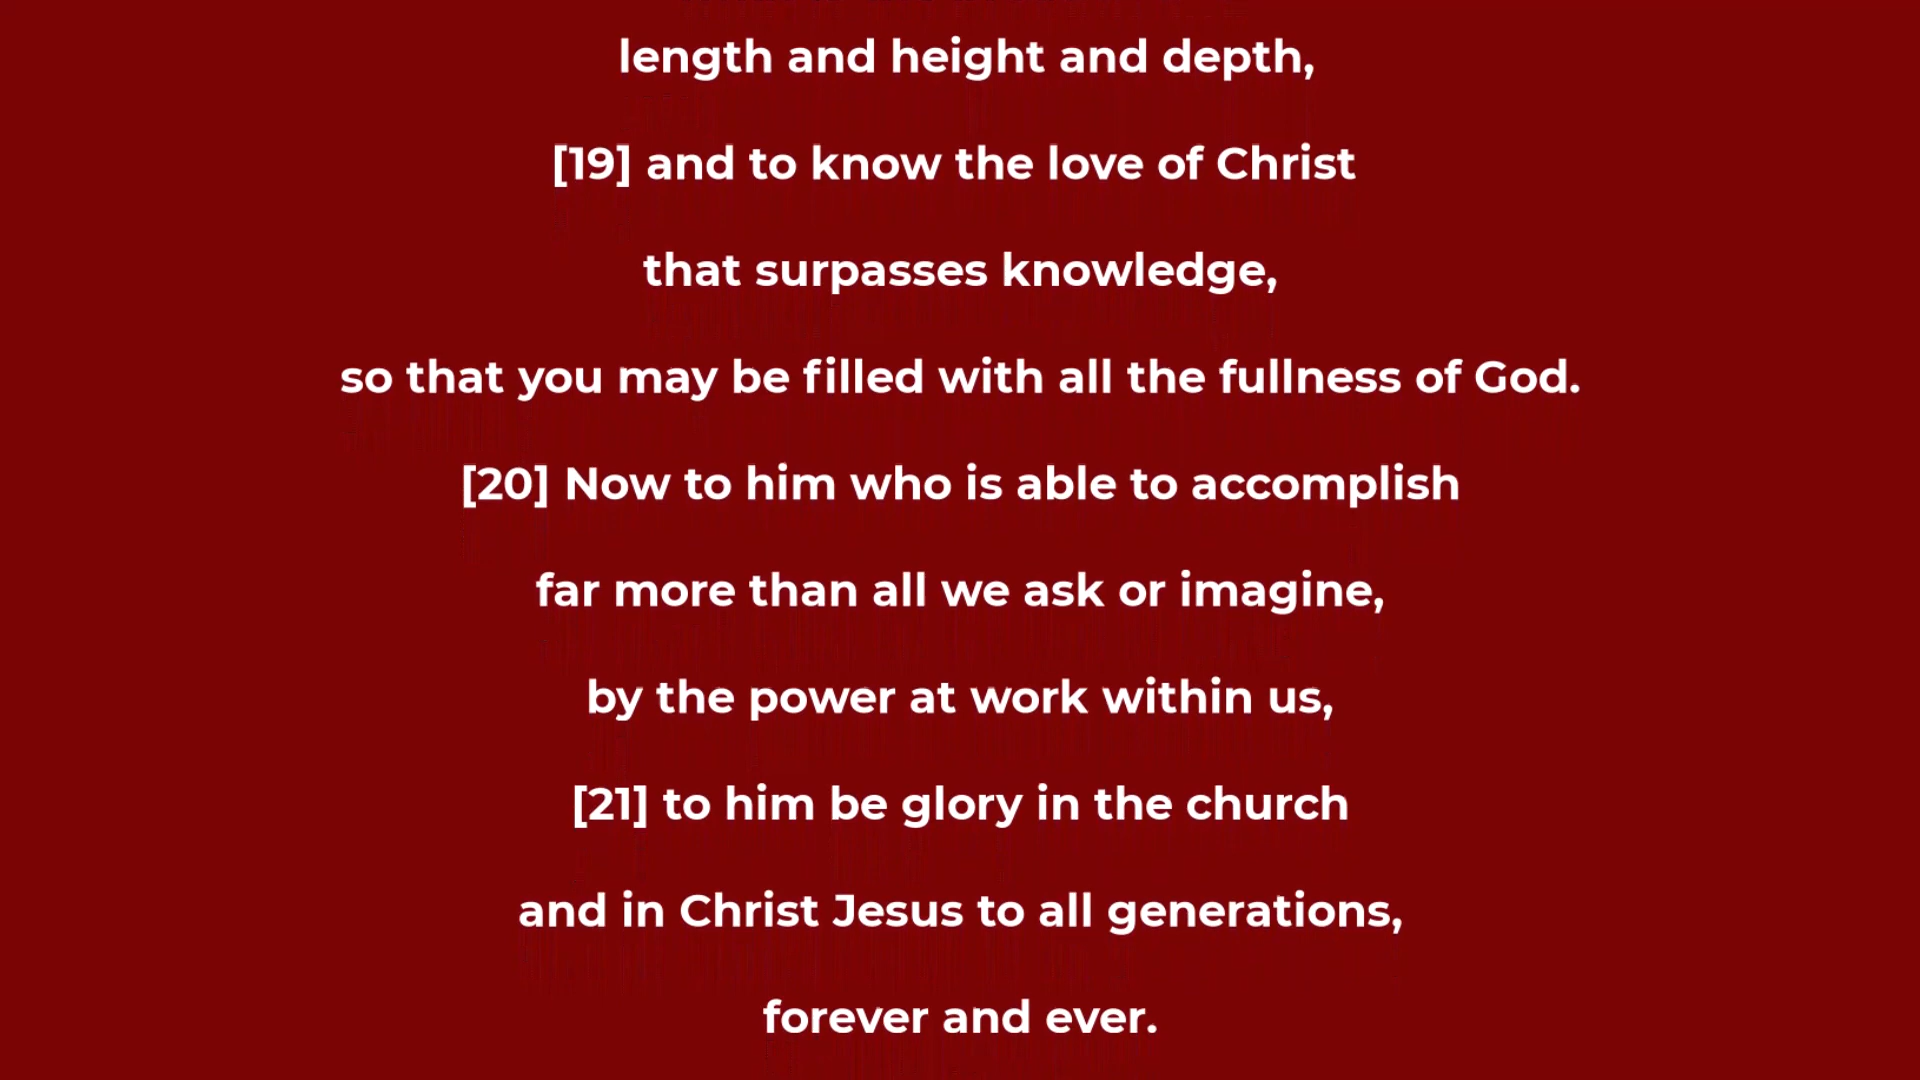 length and height and depth,
[19] and to know the love of Christ
that surpasses knowledge,
so that you may be filled with all the fullness of God.
[20] Now to him who is able to accomplish
far more than all we ask or imagine,
by the power at work within us,
[21] to him be glory in the church
and in Christ Jesus to all generations,
forever and ever.